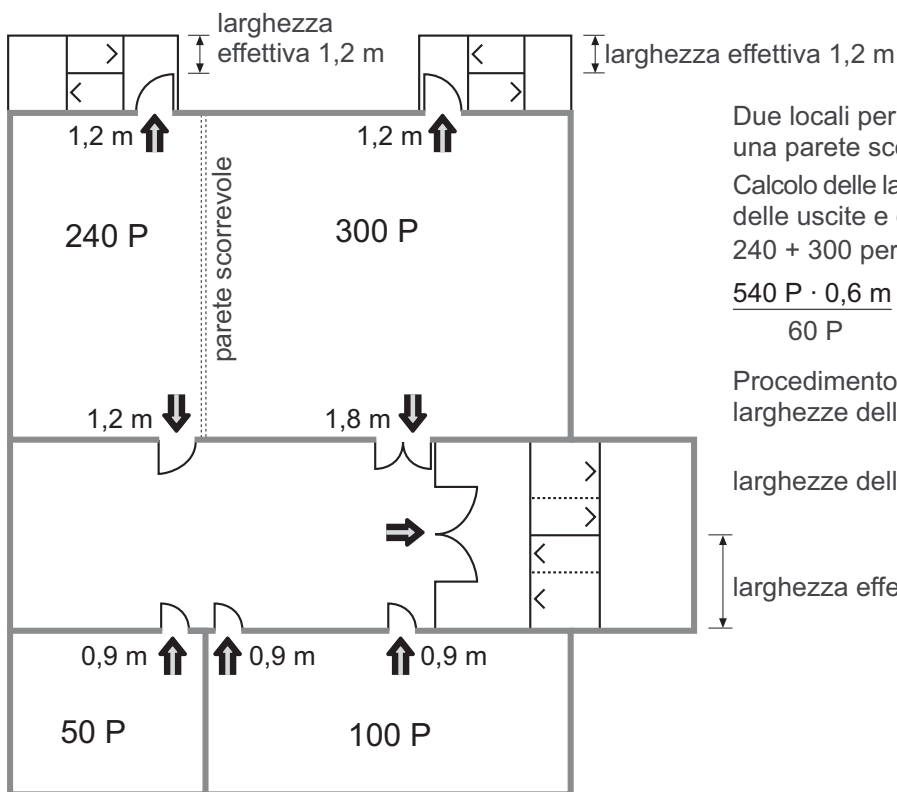 larghezza
effettiva 1,2 m
larghezza effettiva 1,2 m
1,2 m
1,2 m
240 P
parete scorrevole
300 P
1,2 m
1,8 m
0,9 m
0,9 m
0,9 m
50 P
100 P
Due locali per
una parete sco
Calcolo delle la
delle uscite e
240 + 300 per
540 P · 0,6 m
60 P
Procedimento
larghezze dell
larghezze dell
larghezza effe